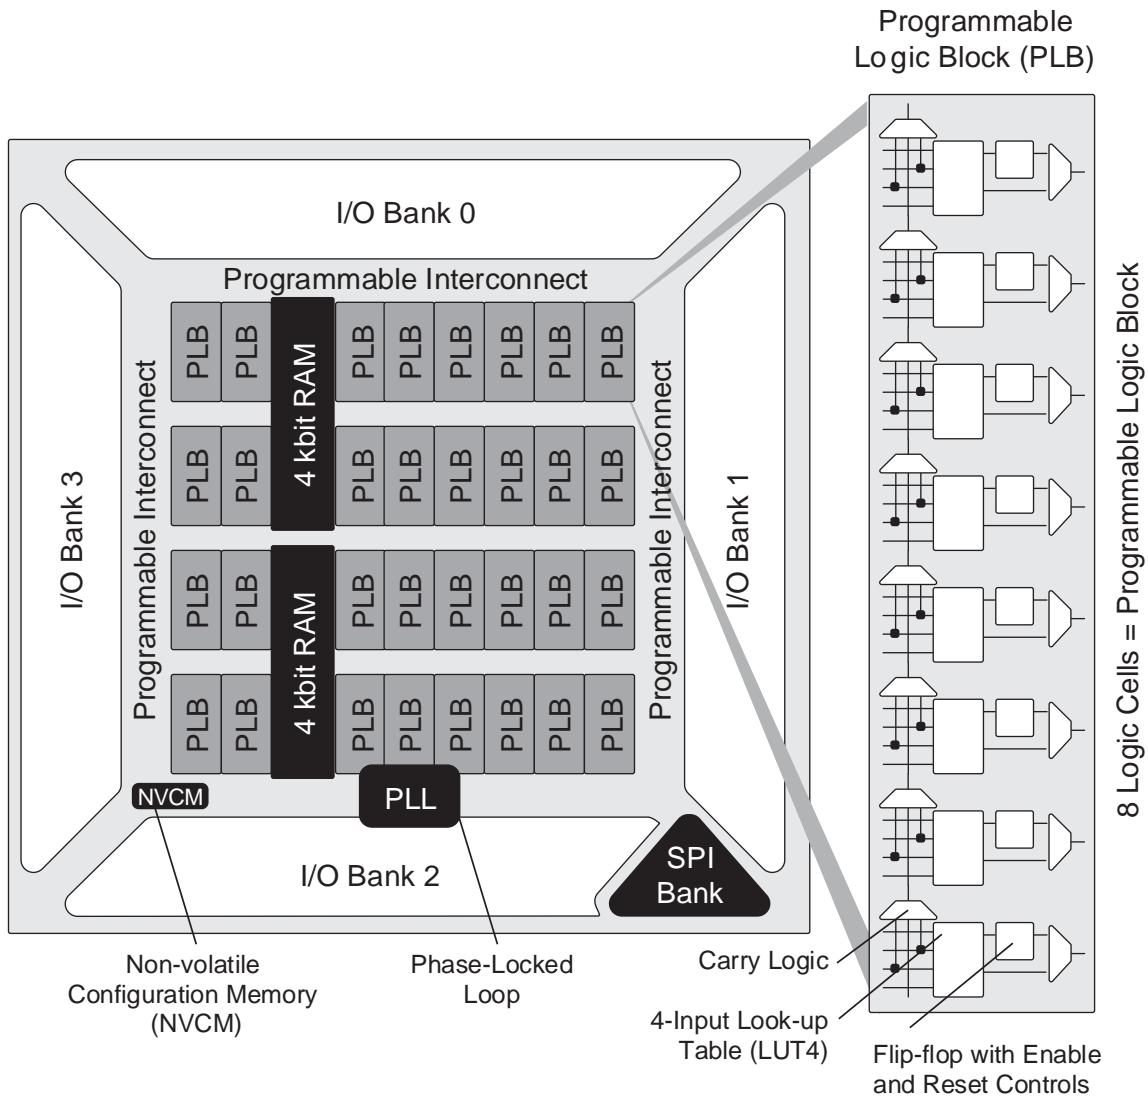 Programmable
Logic Block (PLB)
I/O Bank 0
Programmable Interconnect
I/O Bank 3
Programmable Interconnect
PLB PLB PLB PLB PLB PLB PLB PLB
4 kbit RAM
PLB PLB PLB PLB PLB PLB PLB PLB
PLB PLB PLB PLB PLB PLB PLB PLB
4 kbit RAM
PLB PLB PLB PLB PLB PLB PLB PLB
Programmable Interconnect
I/O Bank 1
8 Logic Cells = Programmable Logic Block
NVCM
PLL
I/O Bank 2
SPI
Bank
Non-volatile
Configuration Memory
(NVCM)
Phase-Locked
Loop
Carry Logic
4-Input Look-up
Table (LUT4)
Flip-flop with Enable
and Reset Controls